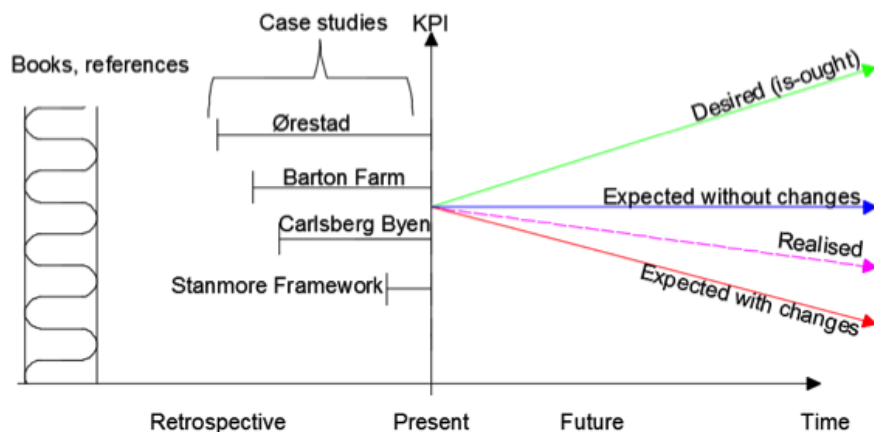 Case studies
KPI
Books, references
Ørestad
Barton Farm
Carlsberg Byen
Stanmore Framework
Desired (is-ought)
Expected without changes
Realised
Expected with changes
Retrospective
Present
Future
Time